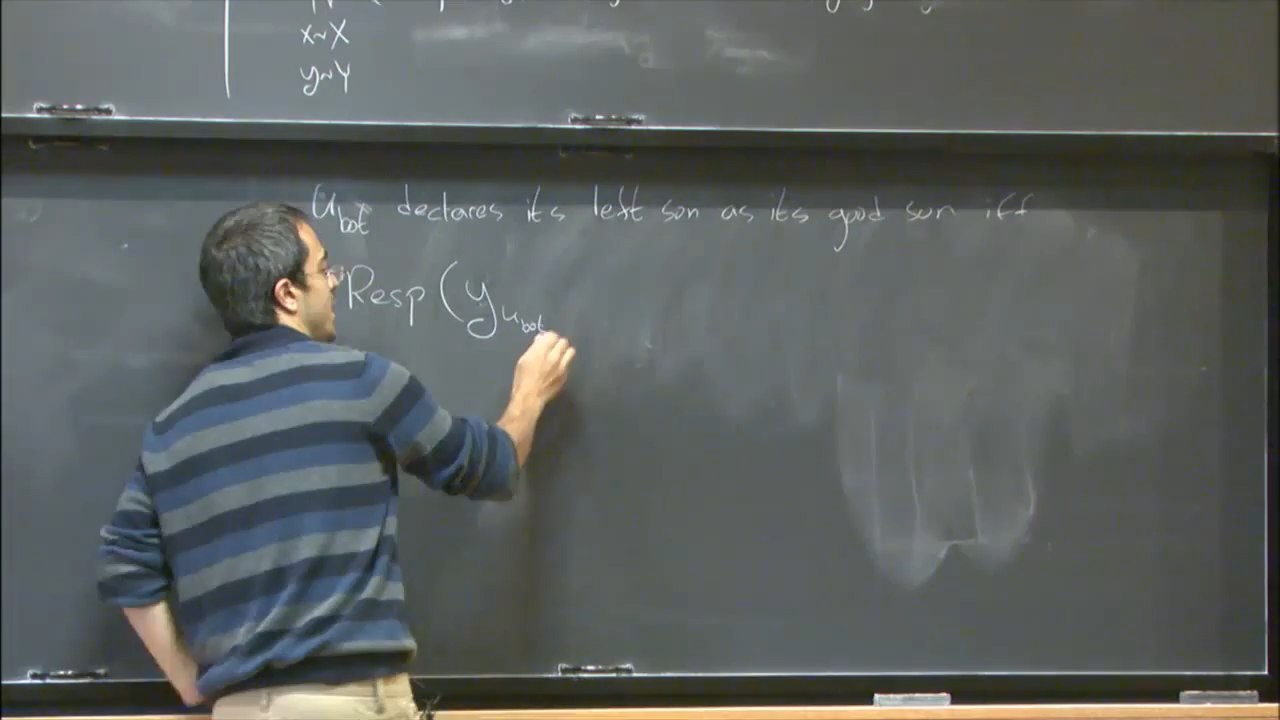 x~X
y~Y
u_bot declares its left son as its good son iff
Resp (y_u_bot